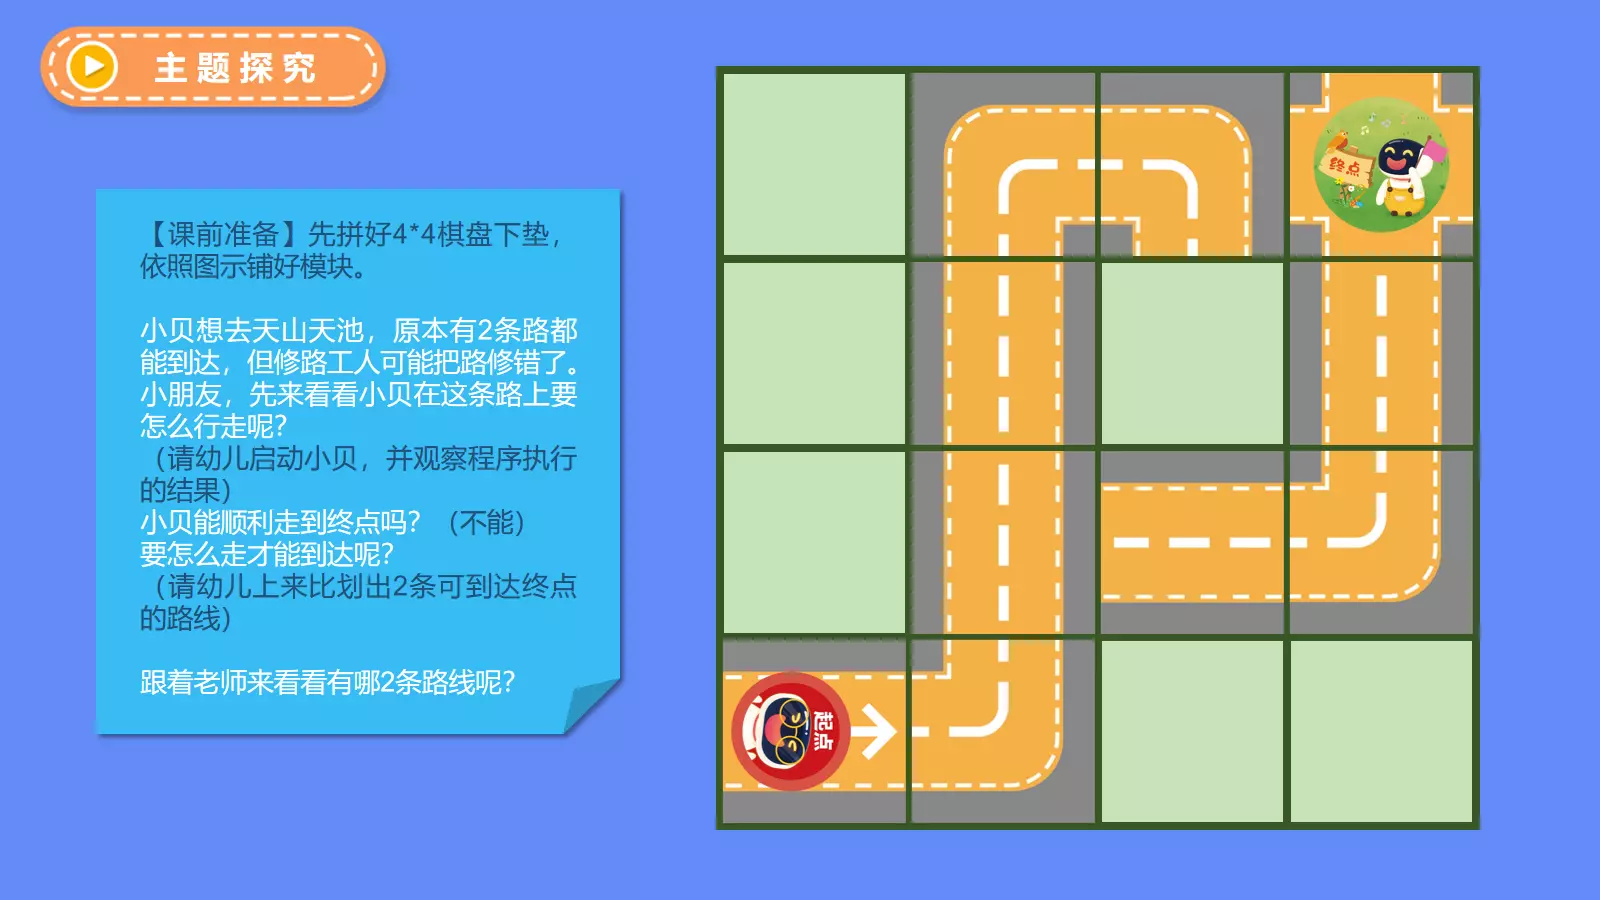 主题探究
【课前准备】先拼好4*4棋盘下垫，
依照图示铺好模块。
小贝想去天山天池，原本有2条路都
能到达，但修路工人可能把路修错了。
小朋友，先来看看小贝在这条路上要
怎么行走呢？
（请幼儿启动小贝，并观察程序执行
的结果）
小贝能顺利走到终点吗？（不能）
要怎么走才能到达呢？
（请幼儿上来比划出2条可到达终点
的路线）
跟着老师来看看有哪2条路线呢？
终点
起点